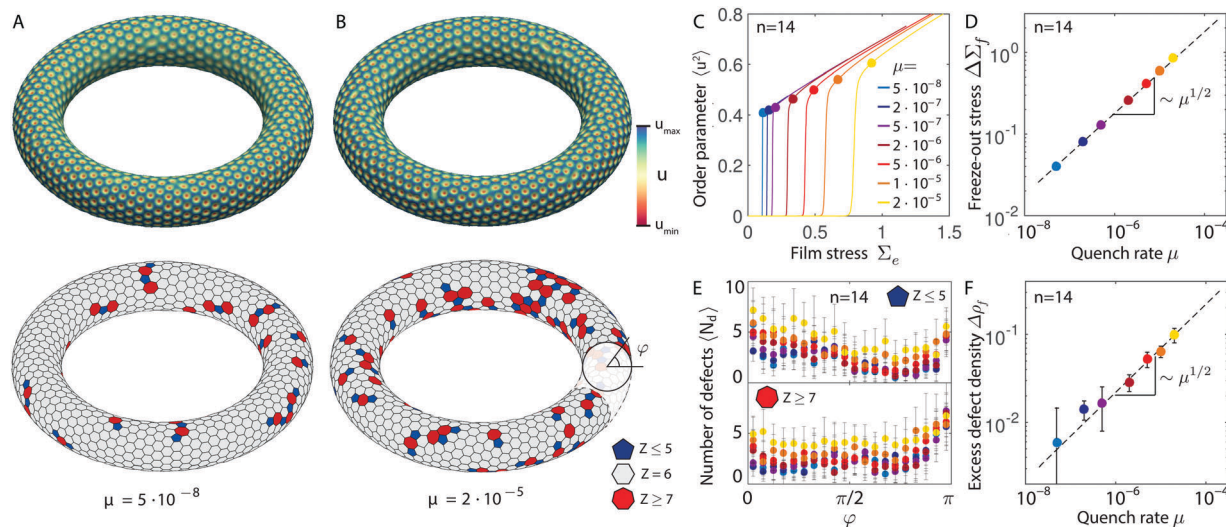 A
u_max
u
u_min
B
C
n=14
Order parameter ⟨u²⟩
0.8
0.6
0.4
0.2
0
0 0.5 1 1.5
Film stress Σ_e
μ=
5·10⁻⁸
2·10⁻⁷
5·10⁻⁷
2·10⁻⁶
5·10⁻⁶
1·10⁻⁵
2·10⁻⁵
D
n=14
Freeze-out stress ΔΣ_f
10⁰
10⁻¹
10⁻²
~ μ^1/2
10⁻⁸ 10⁻⁶ 10⁻⁴
Quench rate μ
μ = 5·10⁻⁸
φ
Z ≤ 5
Z = 6
Z ≥ 7
μ = 2·10⁻⁵
E
n=14
Z ≤ 5
Number of defects ⟨N_d⟩
10
5
0
Z ≥ 7
5
0
0 π/2 π
φ
F
n=14
Excess defect density Δρ_f
10⁻¹
10⁻²
~ μ^1/2
10⁻⁸ 10⁻⁶ 10⁻⁴
Quench rate μ